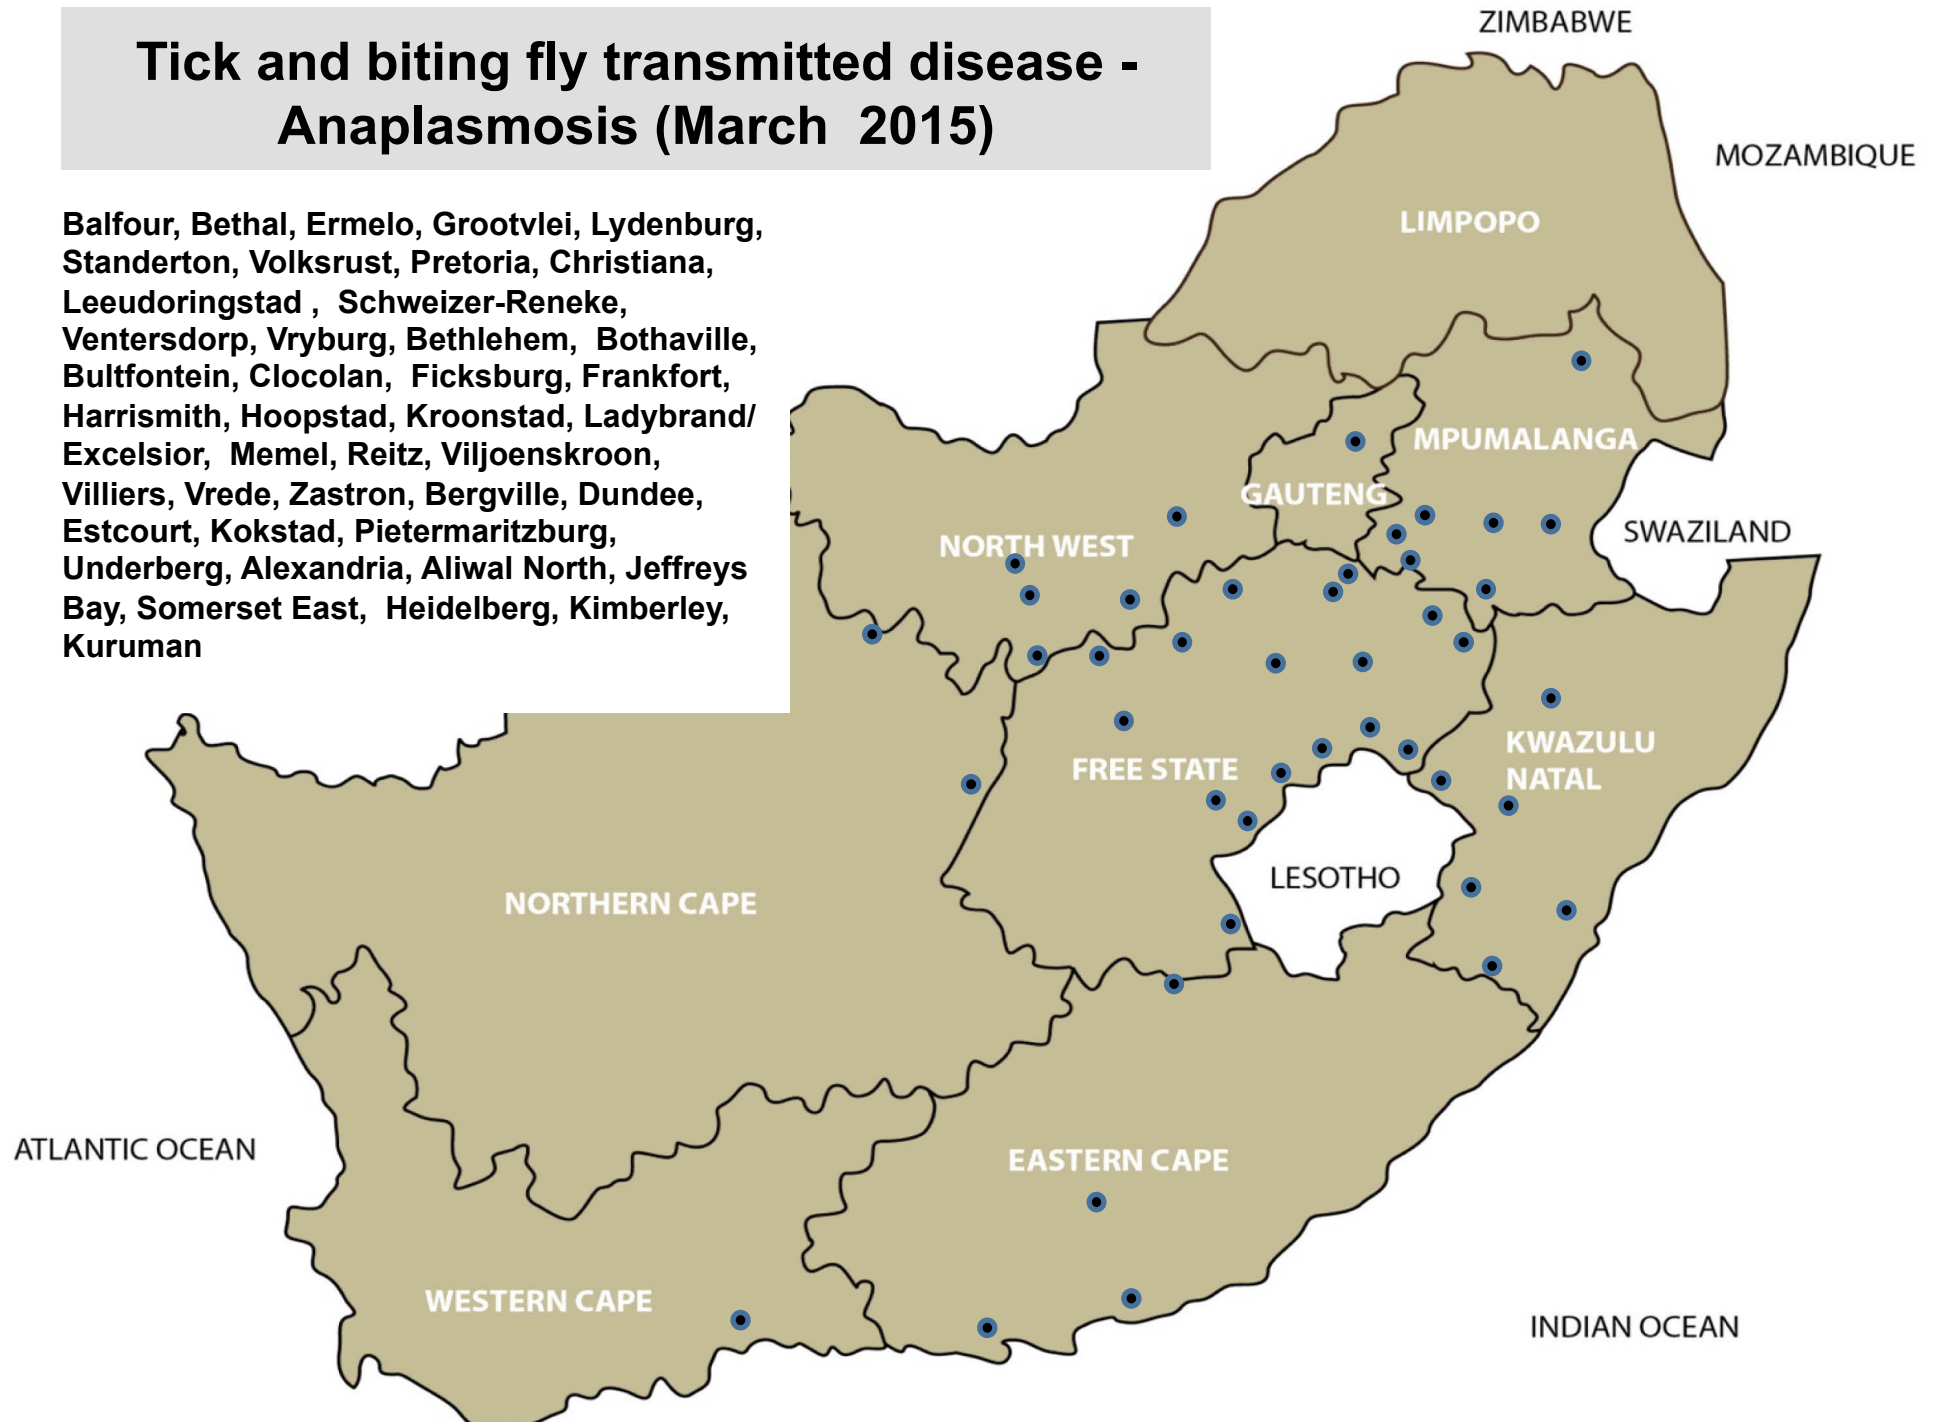 Tick and biting fly transmitted disease -
Anaplasmosis (March  2015)
Balfour, Bethal, Ermelo, Grootvlei, Lydenburg,
Standerton, Volksrust, Pretoria, Christiana,
Leeudoringstad ,  Schweizer-Reneke,
Ventersdorp, Vryburg, Bethlehem,  Bothaville,
Bultfontein, Clocolan,  Ficksburg, Frankfort,
Harrismith, Hoopstad, Kroonstad, Ladybrand/
Excelsior,  Memel, Reitz, Viljoenskroon,
Villiers, Vrede, Zastron, Bergville, Dundee,
Estcourt, Kokstad, Pietermaritzburg,
Underberg, Alexandria, Aliwal North, Jeffreys
Bay, Somerset East,  Heidelberg, Kimberley,
Kuruman
ZIMBABWE
MOZAMBIQUE
LIMPOPO
MPUMALANGA
GAUTENG
SWAZILAND
NORTH WEST
KWAZULU
NATAL
FREE STATE
LESOTHO
NORTHERN CAPE
ATLANTIC OCEAN
EASTERN CAPE
WESTERN CAPE
INDIAN OCEAN